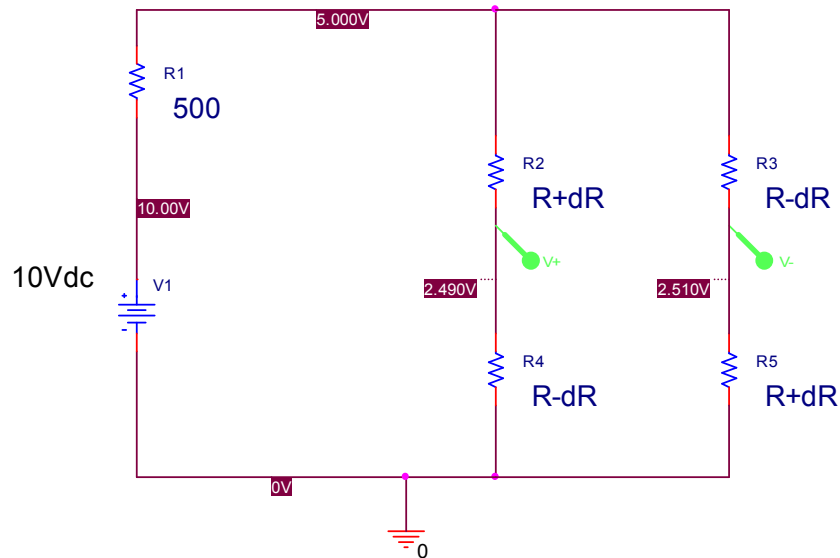 5.000V
R1
500
R2
R+dR
R3
R-dR
10.00V
V+
V-
10Vdc
V1
+
-
2.490V
2.510V
R4
R-dR
R5
R+dR
0V
0